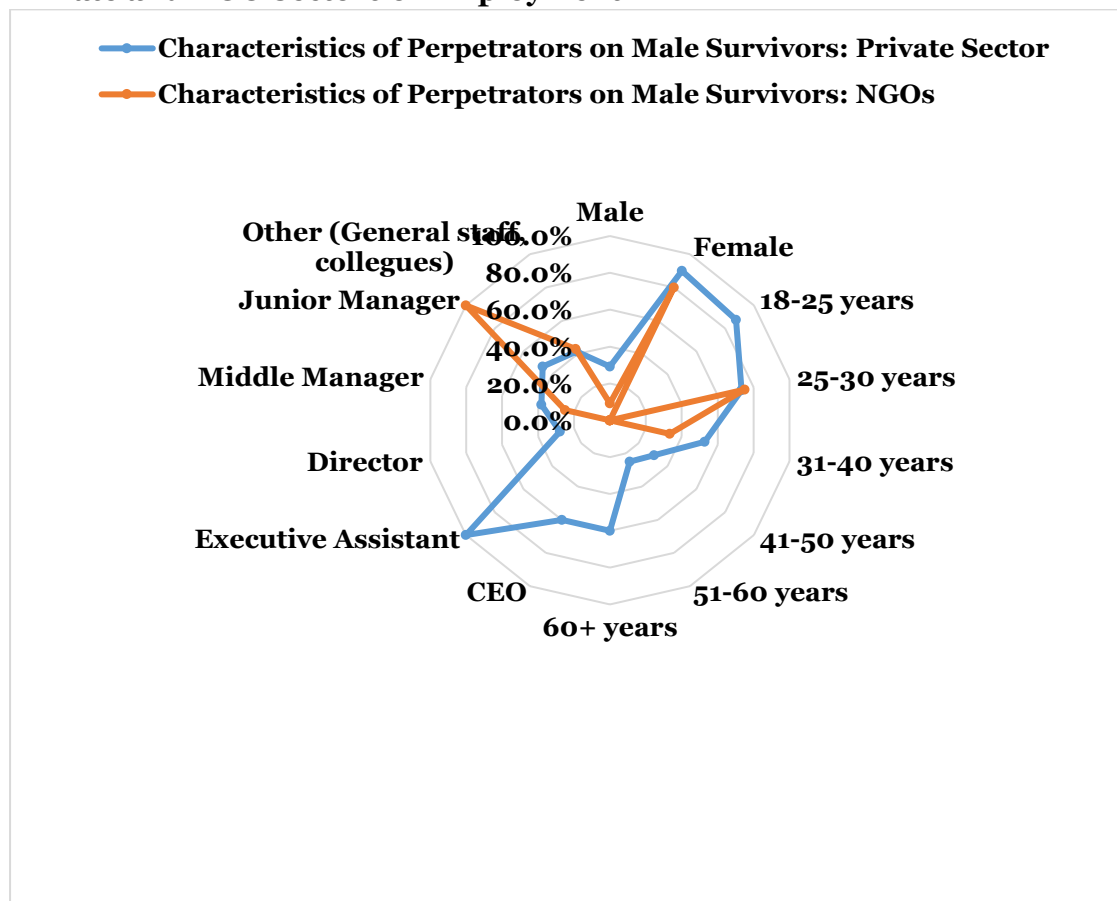 Characteristics of Perpetrators on Male Survivors: Private Sector
Characteristics of Perpetrators on Male Survivors: NGOs
Male
Female
18-25 years
25-30 years
31-40 years
41-50 years
51-60 years
60+ years
CEO
Executive Assistant
Director
Middle Manager
Junior Manager
Other (General staff,
collegues)
100.0%
80.0%
60.0%
40.0%
20.0%
0.0%